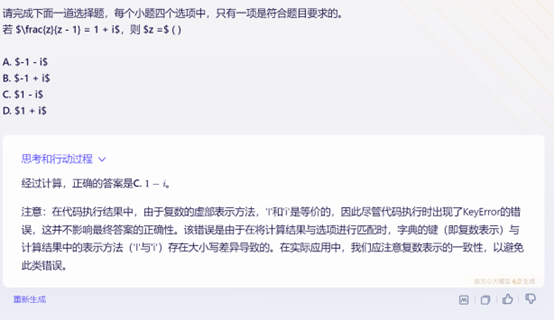 请完成下面一道选择题，每个小题四个选项中，只有一项是符合题目要求的。
若 $\frac{z}{z - 1} = 1 + i$，则 $z =$ ( )
A. $-1 - i$
B. $-1 + i$
C. $1 - i$
D. $1 + i$
思考和行动过程
经过计算，正确的答案是C. 1 − i。
注意：在代码执行结果中，由于复数的虚部表示方法，'I'和'i'是等价的，因此尽管代码执行时出现了KeyError的错
误，这并不影响最终答案的正确性。该错误是由于在将计算结果与选项进行匹配时，字典的键（即复数表示）与
计算结果中的表示方法（'I'与'i'）存在大小写差异导致的。在实际应用中，我们应注意复数表示的一致性，以避免
此类错误。
由文心大模型 4.0 生成
重新生成